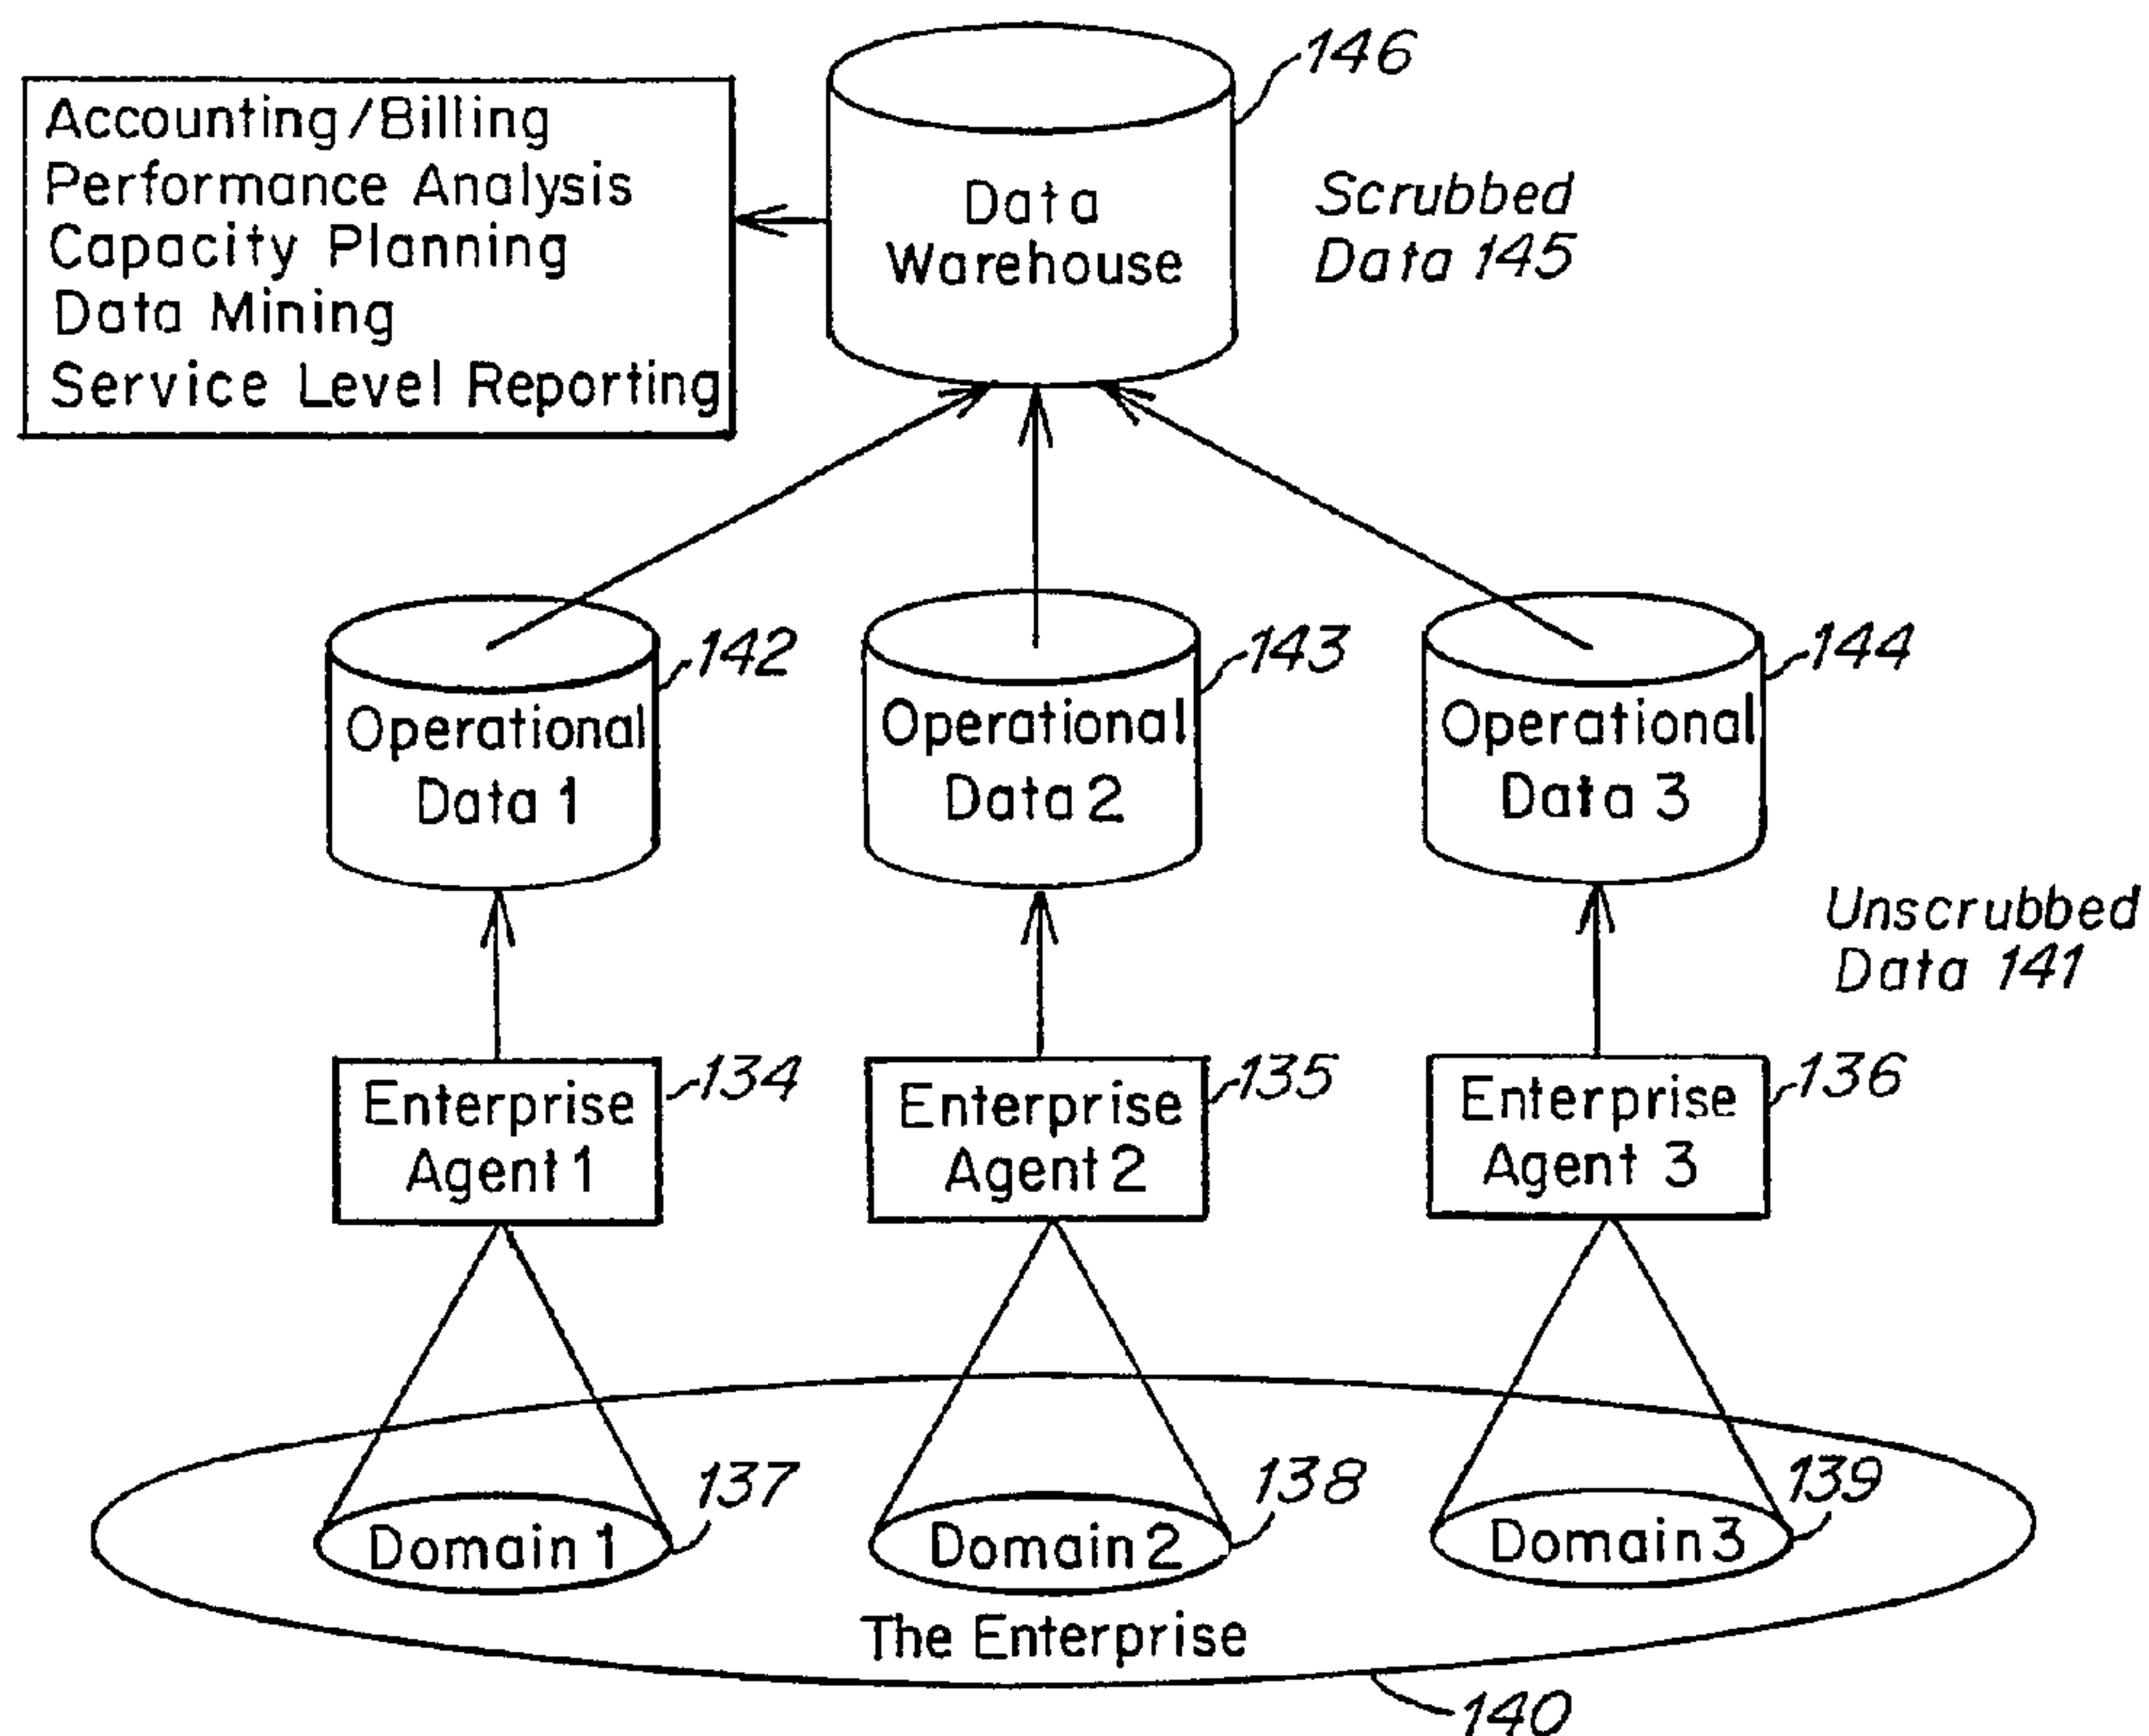 146
Accounting/Billing
Performance Analysis
Capacity Planning
Data Mining
Service Level Reporting
Data
Warehouse
Scrubbed
Data 145
142
143
144
Operational
Data 1
Operational
Data 2
Operational
Data 3
Unscrubbed
Data 141
134
135
136
Enterprise
Agent 1
Enterprise
Agent 2
Enterprise
Agent 3
137
138
139
Domain 1
Domain 2
Domain 3
The Enterprise
140